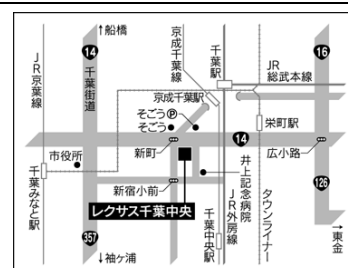 ↑船橋
14
千葉街道
JR京葉線
京成千葉線
千葉駅
JR
総武本線
16
京成千葉駅
そごうⓅ
そごう
栄町駅
14
市役所
新町
広小路
千葉みなと駅
新宿小前
井上記念病院
レクサス千葉中央
JR外房線
タウンライナー
126
千葉中央駅
357
↓袖ヶ浦
→東金